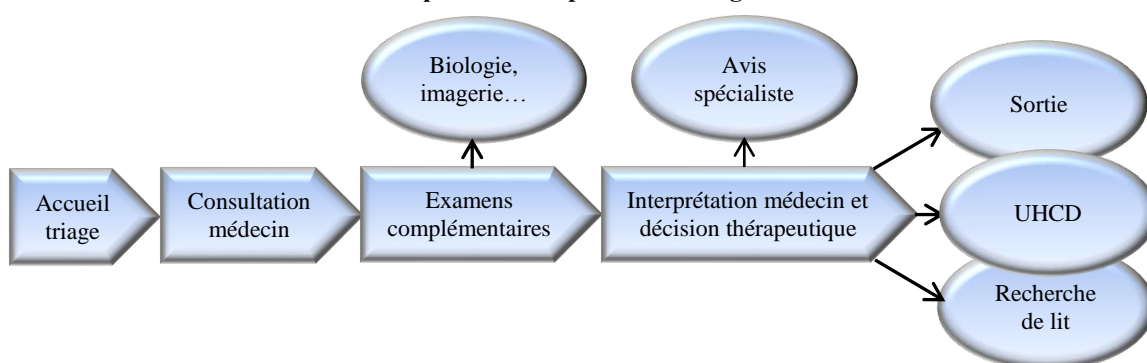 Biologie,
imagerie…
Avis
spécialiste
Sortie
Accueil
triage
Consultation
médecin
Examens
complémentaires
Interprétation médecin et
décision thérapeutique
UHCD
Recherche
de lit